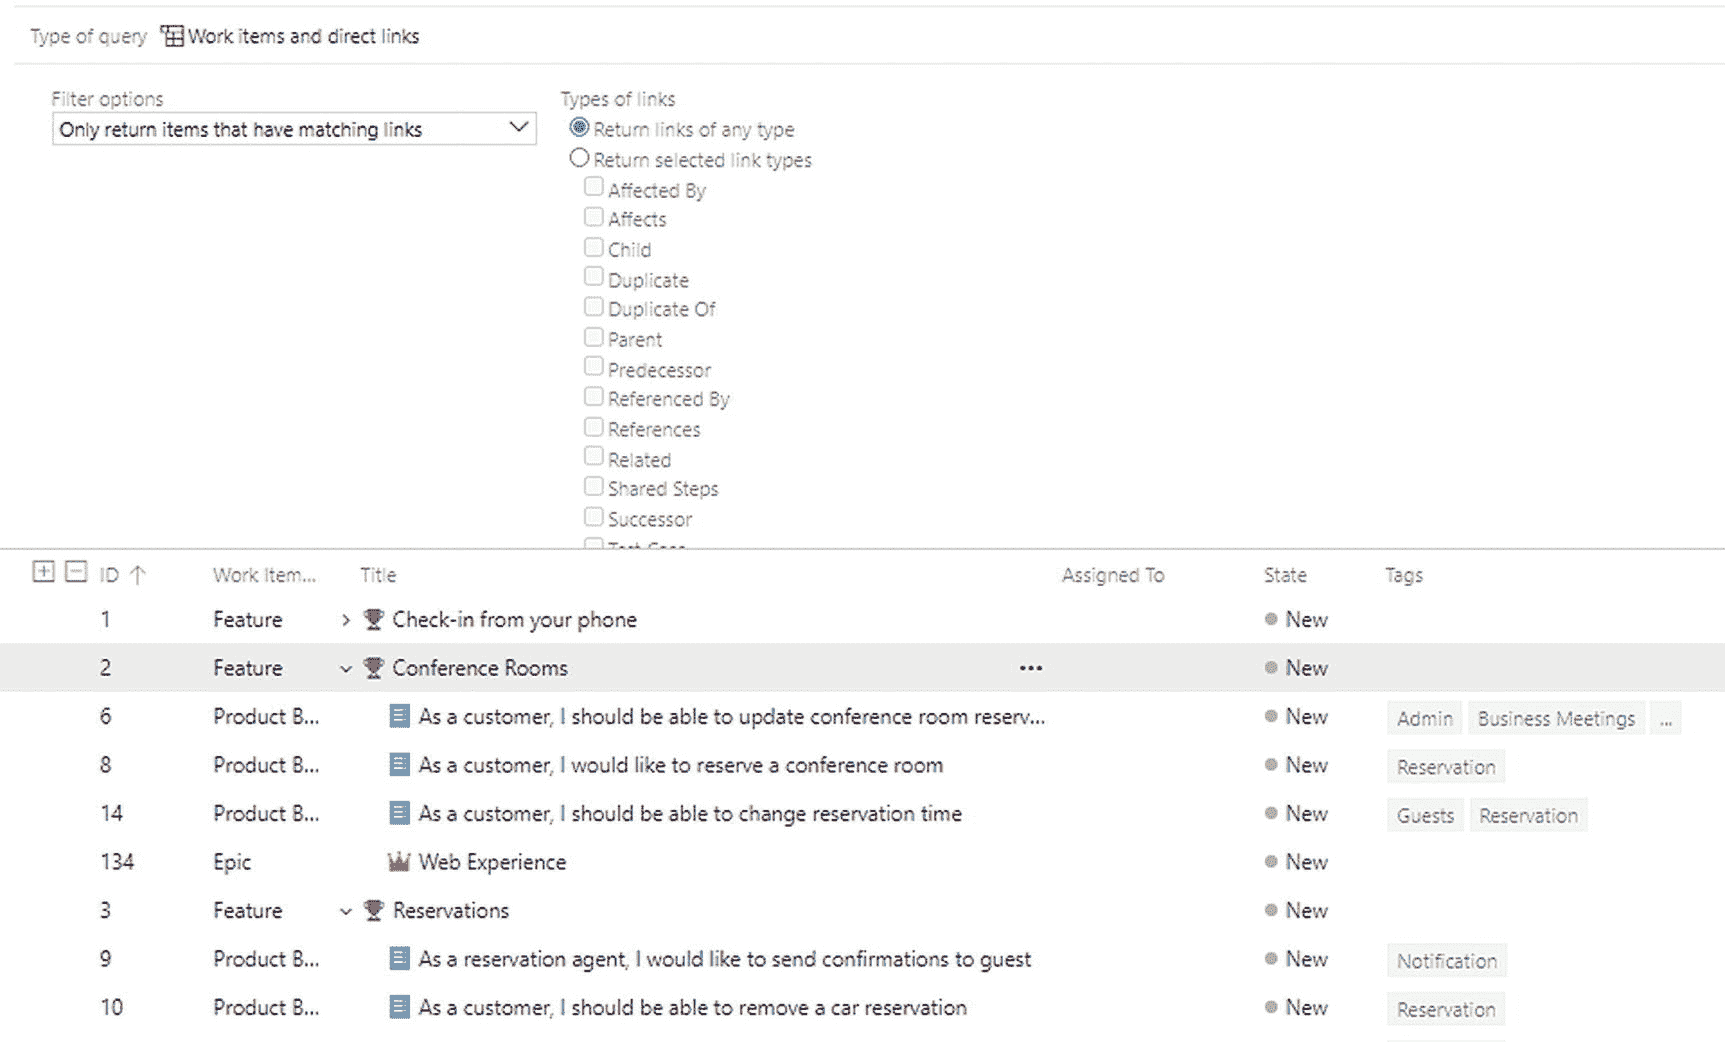 Type of query Work items and direct links
Filter options
Only return items that have matching links
Types of links
Return links of any type
Return selected link types
Affected By
Affects
Child
Duplicate
Duplicate Of
Parent
Predecessor
Referenced By
References
Related
Shared Steps
Successor
Test Case
ID Work Item... Title Assigned To State Tags
1 Feature Check-in from your phone New
2 Feature Conference Rooms ... New
6 Product B... As a customer, I should be able to update conference room reserv... New Admin Business Meetings ...
8 Product B... As a customer, I would like to reserve a conference room New Reservation
14 Product B... As a customer, I should be able to change reservation time New Guests Reservation
134 Epic Web Experience New
3 Feature Reservations New
9 Product B... As a reservation agent, I would like to send confirmations to guest New Notification
10 Product B... As a customer, I should be able to remove a car reservation New Reservation